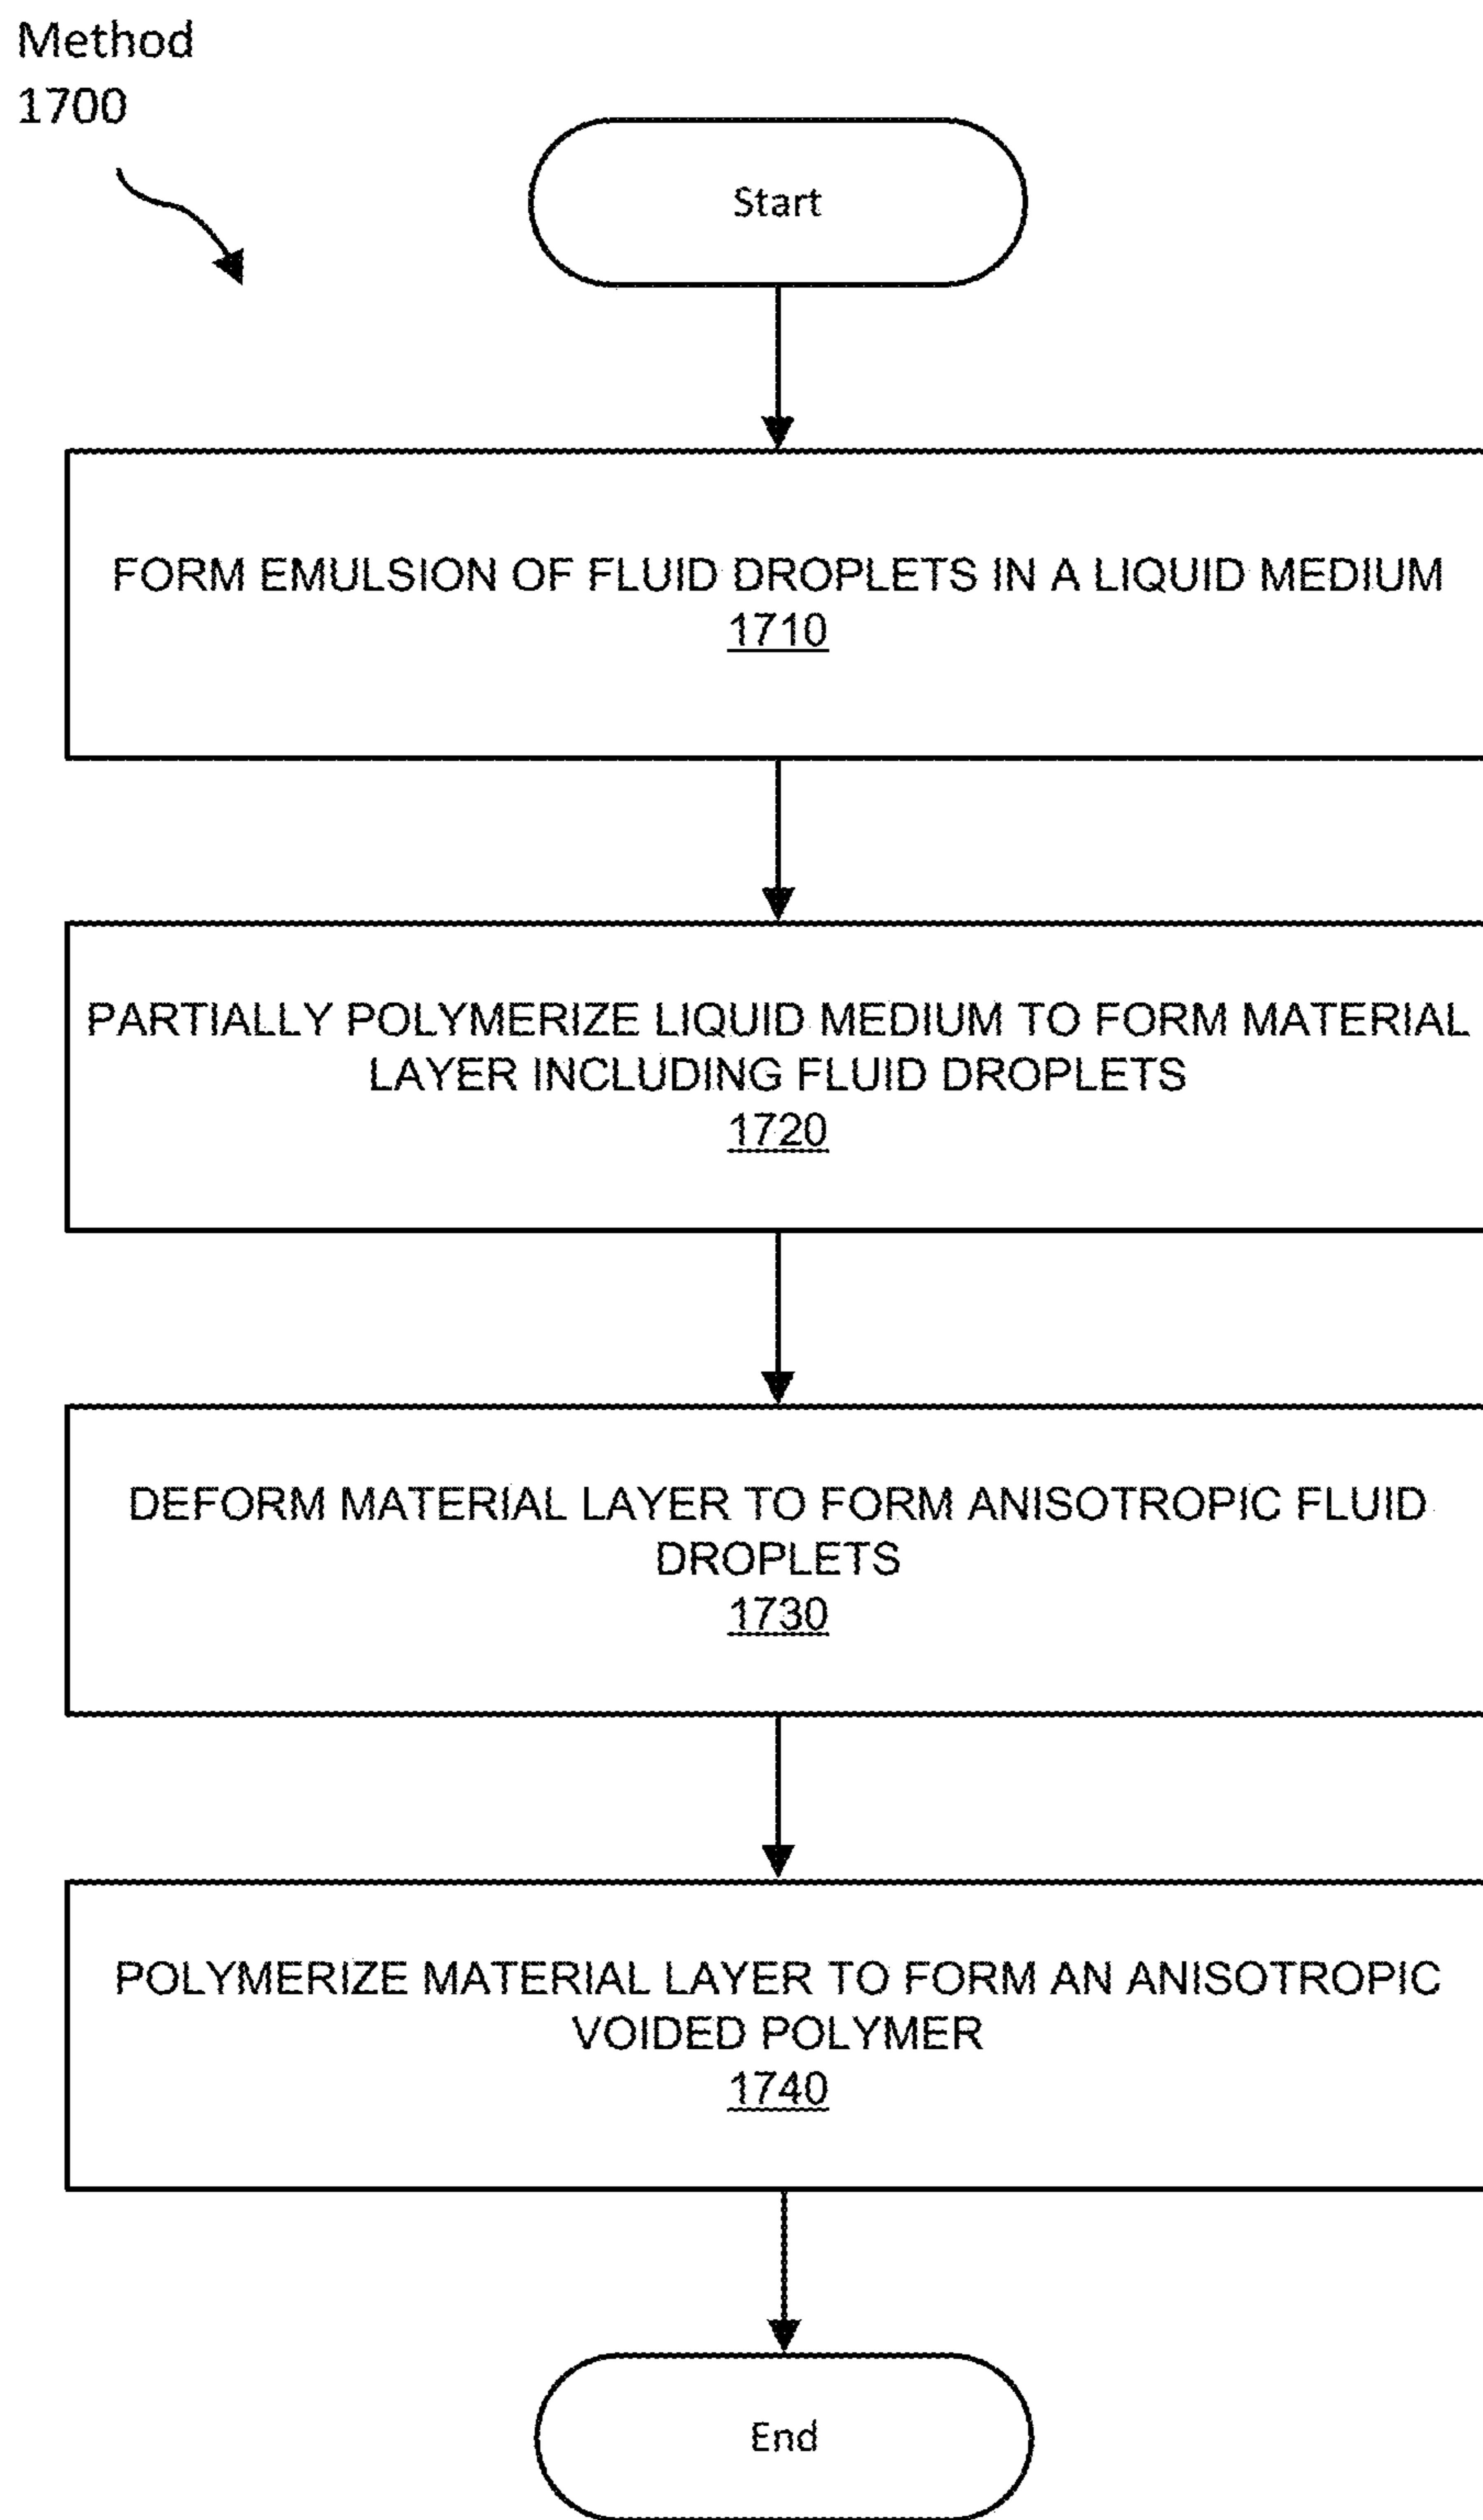 Method
1700
Start
FORM EMULSION OF FLUID DROPLETS IN A LIQUID MEDIUM
1710
PARTIALLY POLYMERIZE LIQUID MEDIUM TO FORM MATERIAL
LAYER INCLUDING FLUID DROPLETS
1720
DEFORM MATERIAL LAYER TO FORM ANISOTROPIC FLUID
DROPLETS
1730
POLYMERIZE MATERIAL LAYER TO FORM AN ANISOTROPIC
VOIDED POLYMER
1740
End